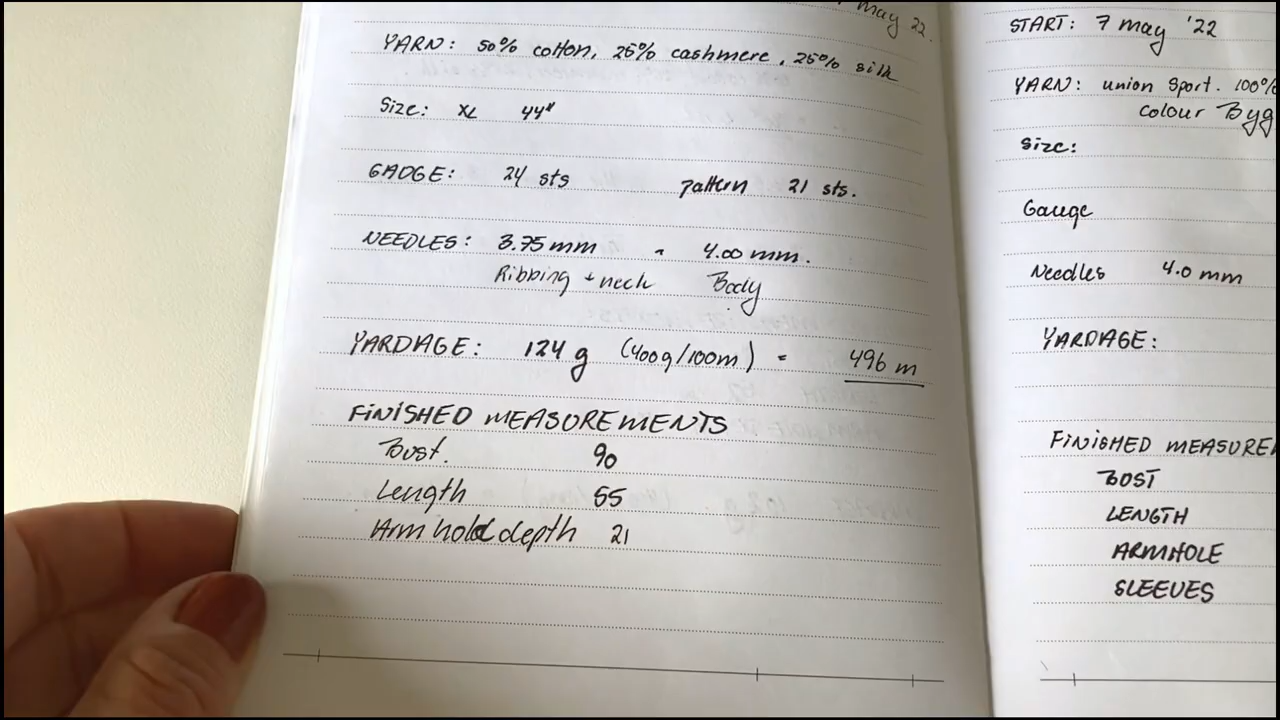 may 22.
YARN: 50% cotton, 25% cashmere, 25% silk
Size: XL 44"
GADGE: 24 sts pattern 21 sts.
NEEDLES: 3.75 mm - 4.00 mm.
Ribbing + neck Body
YARDAGE: 124 g (400g/100m) = 496 m
FINISHED MEASUREMENTS
Bust. 90
Length 55
Armhole depth 21
START: 7 may '22
YARN: union Sport. 100%
colour Byg
Size:
Gauge
Needles 4.0 mm
YARDAGE:
FINISHED MEASURE
BUST
LENGTH
ARMHOLE
SLEEVES